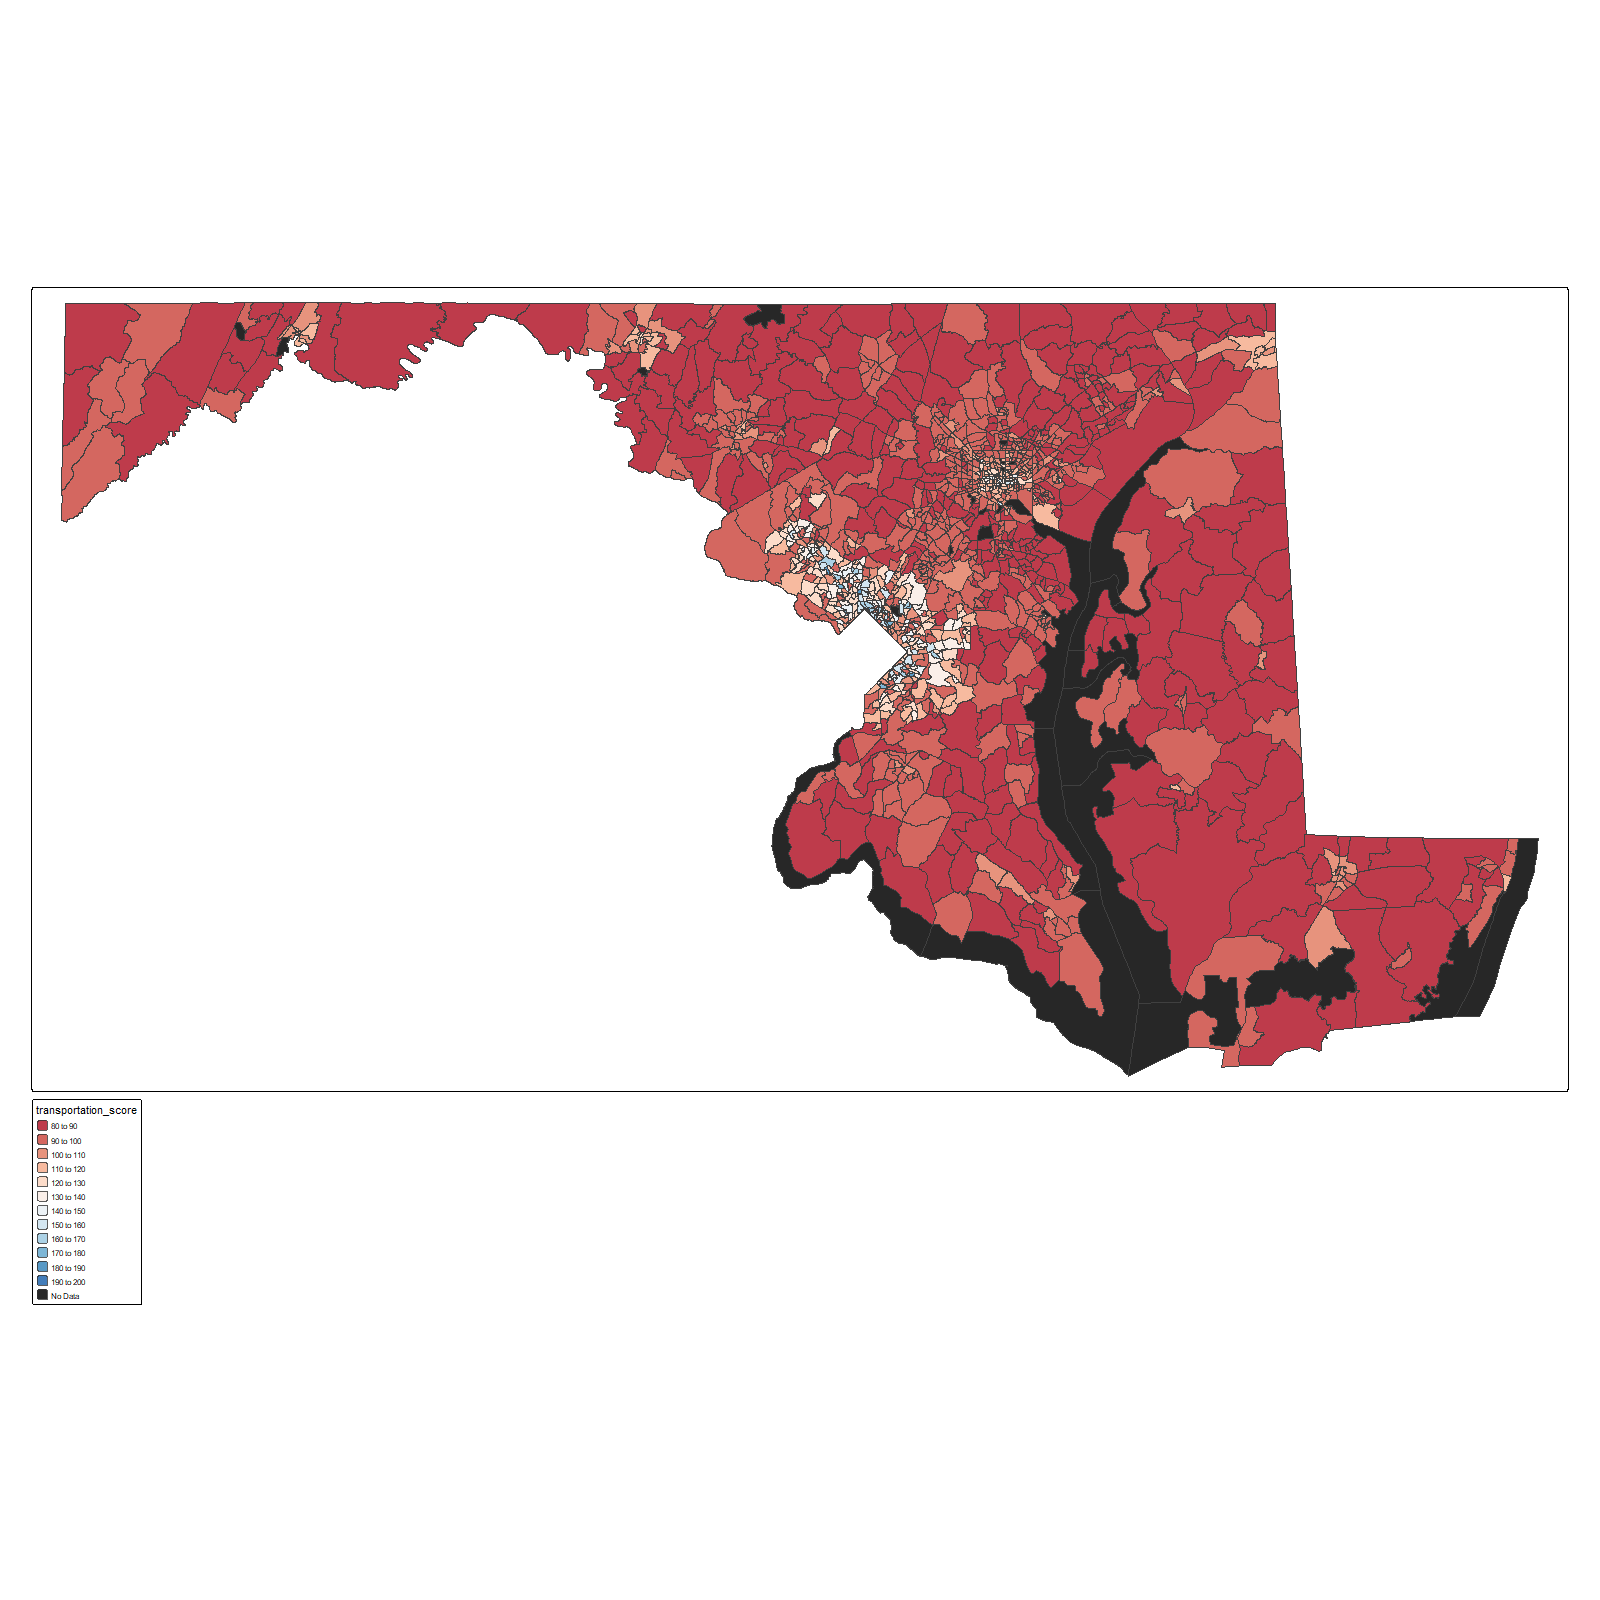 transportation_score
80 to 90
90 to 100
100 to 110
110 to 120
120 to 130
130 to 140
140 to 150
150 to 160
160 to 170
170 to 180
180 to 190
190 to 200
No Data